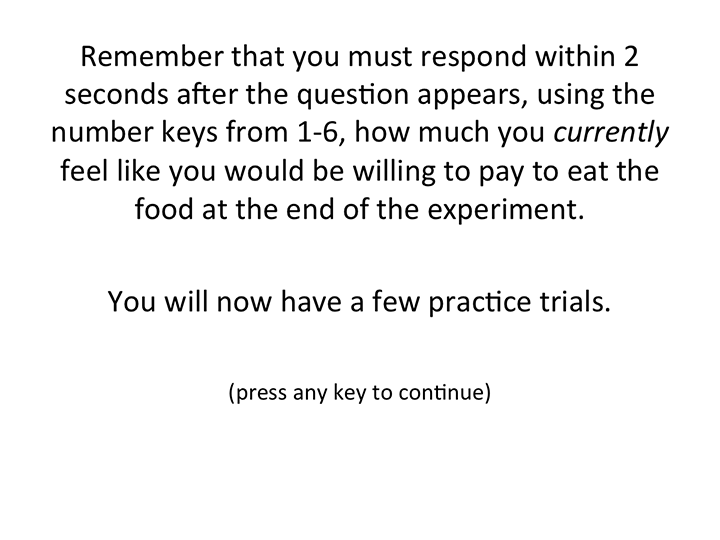 Remember that you must respond within 2
seconds after the question appears, using the
number keys from 1-6, how much you currently
feel like you would be willing to pay to eat the
food at the end of the experiment.
You will now have a few practice trials.
(press any key to continue)